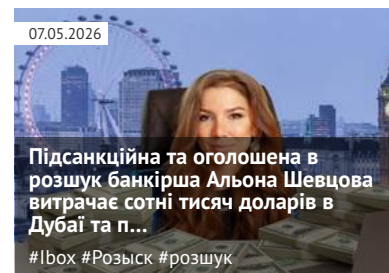 07.05.2026
Підсанкційна та оголошена в
розшук банкірша Альона Шевцова
витрачає сотні тисяч доларів в
Дубаї та п...
#Ibox #Розыск #розшук